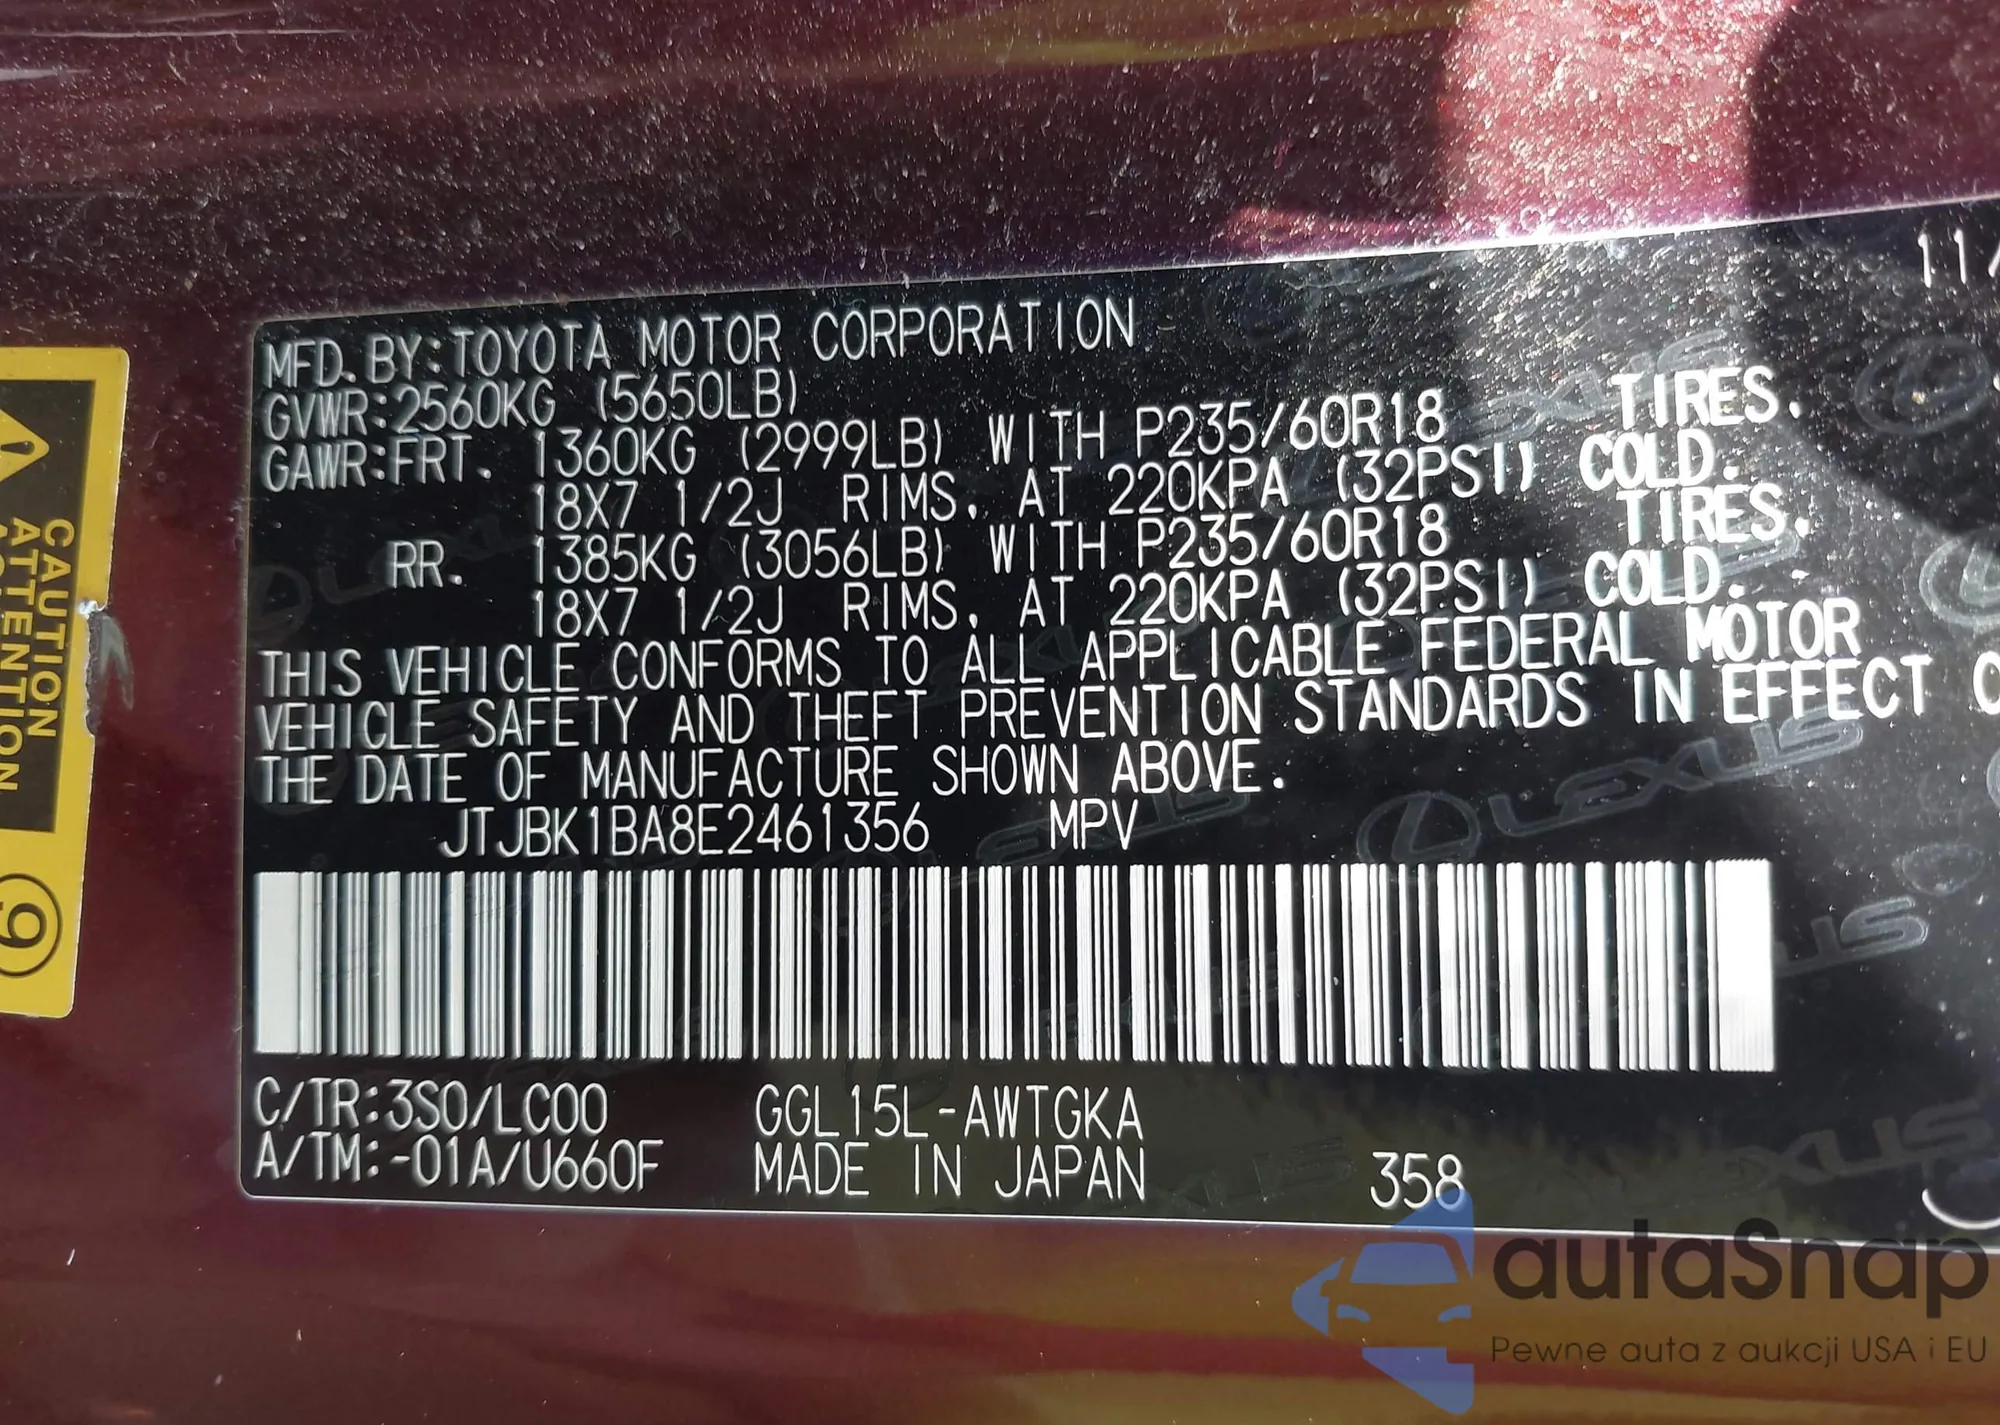 11/
MFD. BY:TOYOTA MOTOR CORPORATION
GVWR:2560KG (5650LB)
GAWR:FRT. 1360KG (2999LB) WITH P235/60R18 TIRES.
18X7 1/2J RIMS, AT 220KPA (32PSI) COLD.
RR. 1385KG (3056LB) WITH P235/60R18 TIRES.
18X7 1/2J RIMS, AT 220KPA (32PSI) COLD.
THIS VEHICLE CONFORMS TO ALL APPLICABLE FEDERAL MOTOR
VEHICLE SAFETY AND THEFT PREVENTION STANDARDS IN EFFECT O
THE DATE OF MANUFACTURE SHOWN ABOVE.
JTJBK1BA8E2461356 MPV
C/TR:3S0/LC00 GGL15L-AWTGKA
A/TM:-01A/U660F MADE IN JAPAN 358
CAUTION
ATTENTION
9
LEXUS
autaSnap
Pewne auta z aukcji USA i EU